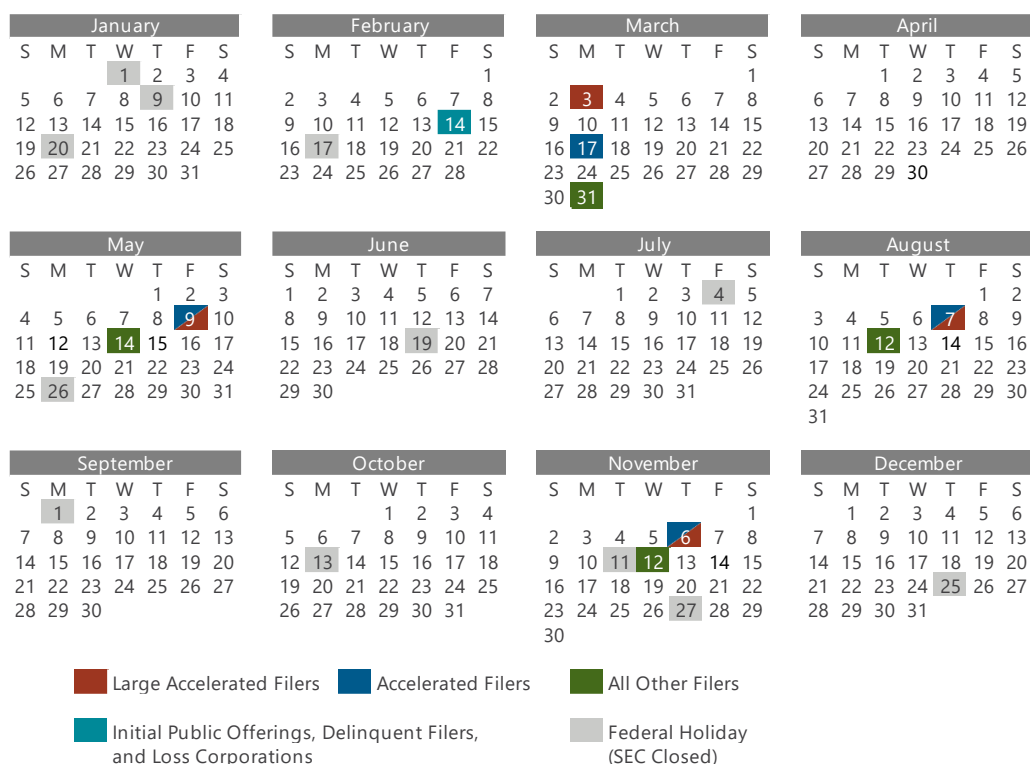 January February March April
S M T W T F S S M T W T F S S M T W T F S S M T W T F S
1 2 3 4 1 1 1 2 3 4 5
5 6 7 8 9 10 11 2 3 4 5 6 7 8 2 3 4 5 6 7 8 6 7 8 9 10 11 12
12 13 14 15 16 17 18 9 10 11 12 13 14 15 9 10 11 12 13 14 15 13 14 15 16 17 18 19
19 20 21 22 23 24 25 16 17 18 19 20 21 22 16 17 18 19 20 21 22 20 21 22 23 24 25 26
26 27 28 29 30 31 23 24 25 26 27 28 23 24 25 26 27 28 29 27 28 29 30
30 31
May June July August
S M T W T F S S M T W T F S S M T W T F S S M T W T F S
1 2 3 1 2 3 4 5 6 7 1 2 3 4 5 1 2
4 5 6 7 8 9 10 8 9 10 11 12 13 14 6 7 8 9 10 11 12 3 4 5 6 7 8 9
11 12 13 14 15 16 17 15 16 17 18 19 20 21 13 14 15 16 17 18 19 10 11 12 13 14 15 16
18 19 20 21 22 23 24 22 23 24 25 26 27 28 20 21 22 23 24 25 26 17 18 19 20 21 22 23
25 26 27 28 29 30 31 29 30 27 28 29 30 31 24 25 26 27 28 29 30
31
September October November December
S M T W T F S S M T W T F S S M T W T F S S M T W T F S
1 2 3 4 5 6 1 2 3 4 1 1 2 3 4 5 6
7 8 9 10 11 12 13 5 6 7 8 9 10 11 2 3 4 5 6 7 8 7 8 9 10 11 12 13
14 15 16 17 18 19 20 12 13 14 15 16 17 18 9 10 11 12 13 14 15 14 15 16 17 18 19 20
21 22 23 24 25 26 27 19 20 21 22 23 24 25 16 17 18 19 20 21 22 21 22 23 24 25 26 27
28 29 30 26 27 28 29 30 31 23 24 25 26 27 28 29 28 29 30 31
30
Large Accelerated Filers Accelerated Filers All Other Filers
Initial Public Offerings, Delinquent Filers, Federal Holiday
and Loss Corporations (SEC Closed)